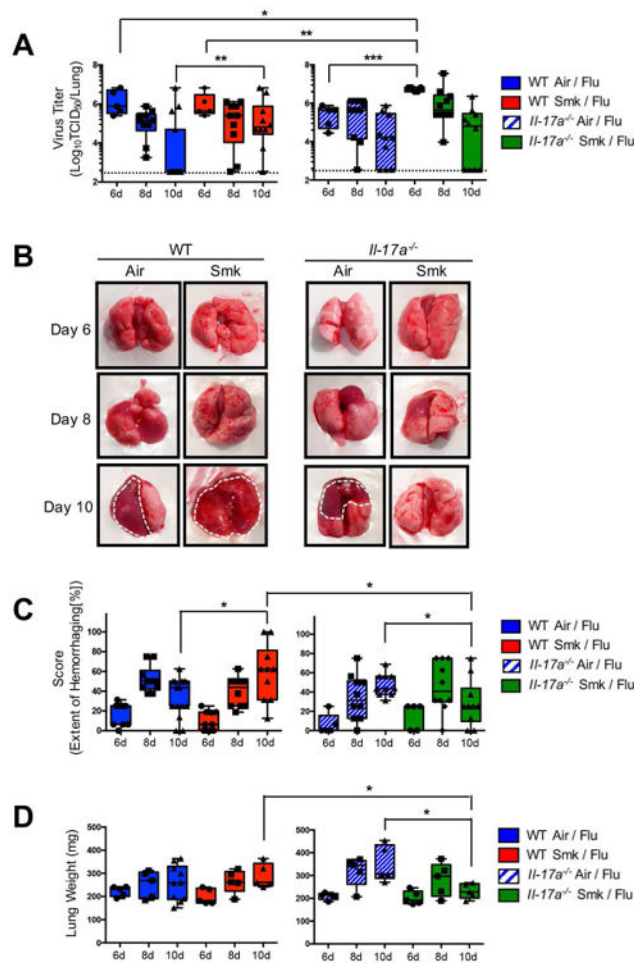 A
*
**
**
***
Virus Titer
(Log10TCID50/Lung)
8
6
4
2
6d 8d 10d 6d 8d 10d
8
6
4
2
6d 8d 10d 6d 8d 10d
WT Air / Flu
WT Smk / Flu
Il-17a-/- Air / Flu
Il-17a-/- Smk / Flu
B
WT Il-17a-/-
Air Smk Air Smk
Day 6
Day 8
Day 10
C
*
*
*
Score
(Extent of Hemorrhaging[%])
100
80
60
40
20
0
6d 8d 10d 6d 8d 10d
100
80
60
40
20
0
6d 8d 10d 6d 8d 10d
WT Air / Flu
WT Smk / Flu
Il-17a-/- Air / Flu
Il-17a-/- Smk / Flu
D
*
*
Lung Weight (mg)
500
400
300
200
100
0
6d 8d 10d 6d 8d 10d
500
400
300
200
100
0
6d 8d 10d 6d 8d 10d
WT Air / Flu
WT Smk / Flu
Il-17a-/- Air / Flu
Il-17a-/- Smk / Flu